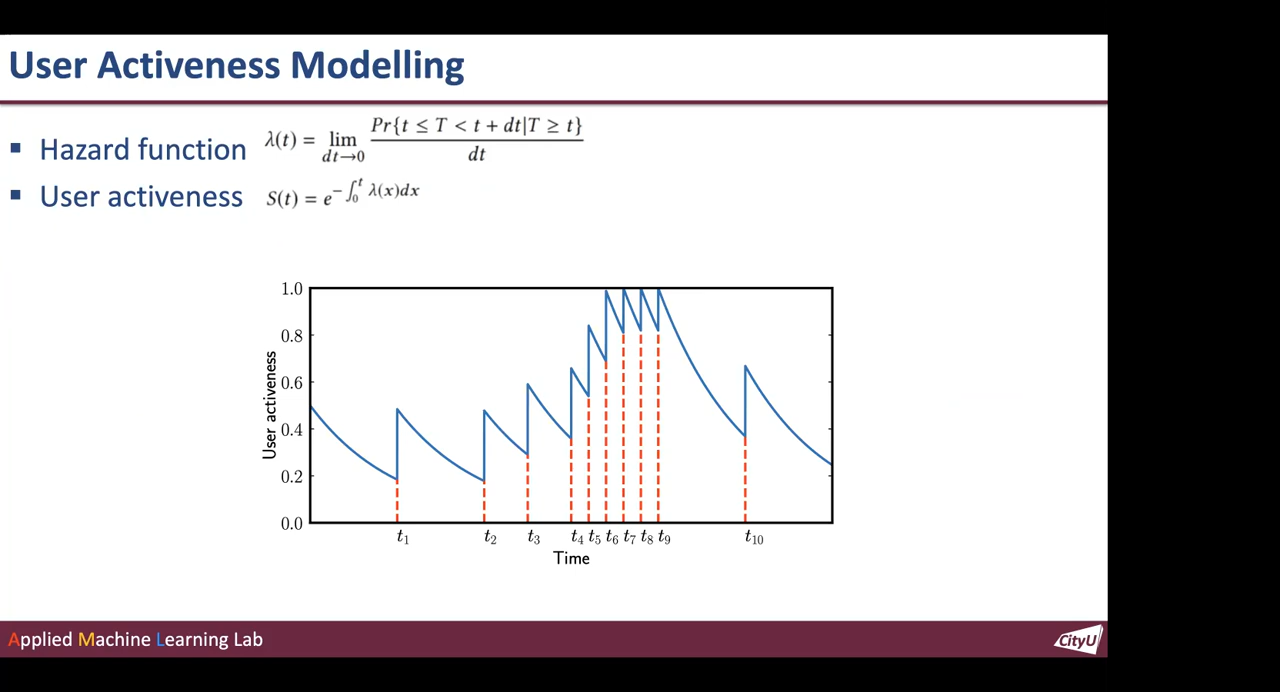 User Activeness Modelling
▪ Hazard function λ(t) = lim_{dt→0} Pr{t ≤ T < t + dt|T ≥ t} / dt
▪ User activeness S(t) = e^{−∫_0^t λ(x)dx}
1.0
0.8
0.6
0.4
0.2
0.0
User activeness
t₁ t₂ t₃ t₄ t₅ t₆ t₇ t₈ t₉ t₁₀
Time
Applied Machine Learning Lab
CityU